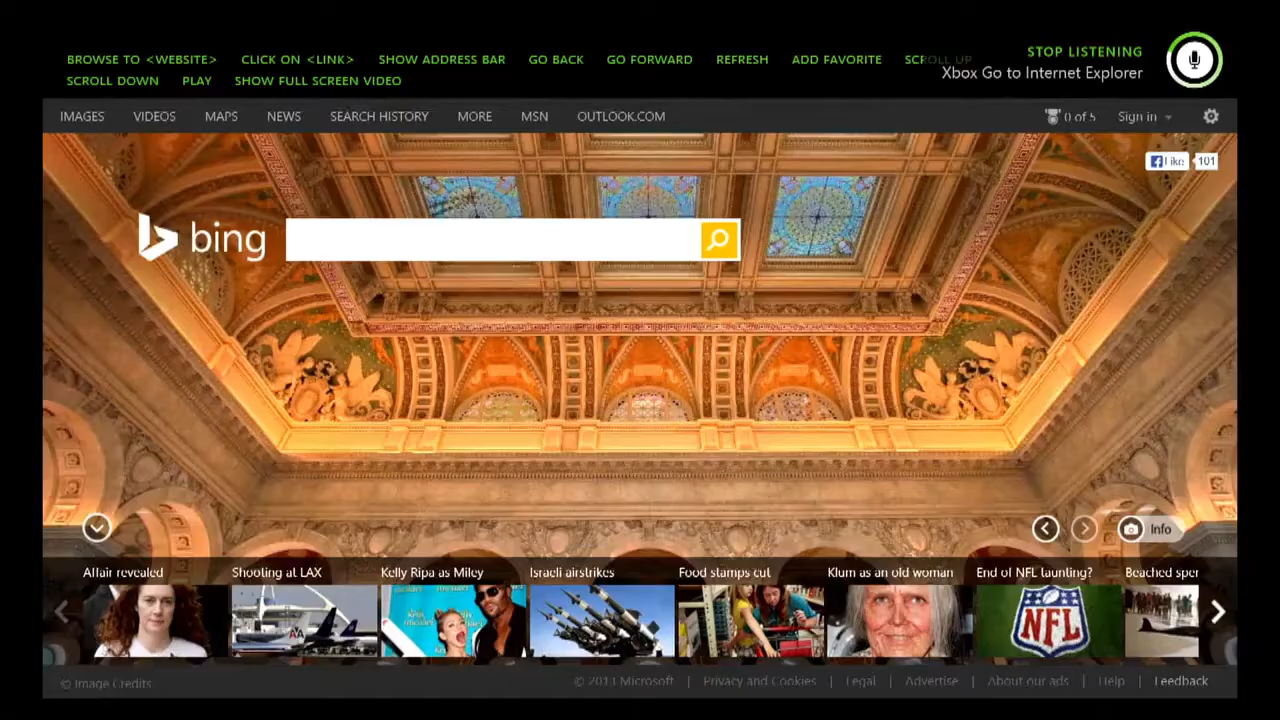 BROWSE TO <WEBSITE> CLICK ON <LINK> SHOW ADDRESS BAR GO BACK GO FORWARD REFRESH ADD FAVORITE SCROLL UP
STOP LISTENING
SCROLL DOWN PLAY SHOW FULL SCREEN VIDEO
Xbox Go to Internet Explorer
IMAGES VIDEOS MAPS NEWS SEARCH HISTORY MORE MSN OUTLOOK.COM 0 of 5 Sign in
Like 101
bing
Info
Affair revealed Shooting at LAX Kelly Ripa as Miley Israeli airstrikes Food stamps cut Klum as an old woman End of NFL taunting? Beached sper
AA
NFL
© Image Credits © 2013 Microsoft | Privacy and Cookies | Legal | Advertise | About our ads | Help | Feedback